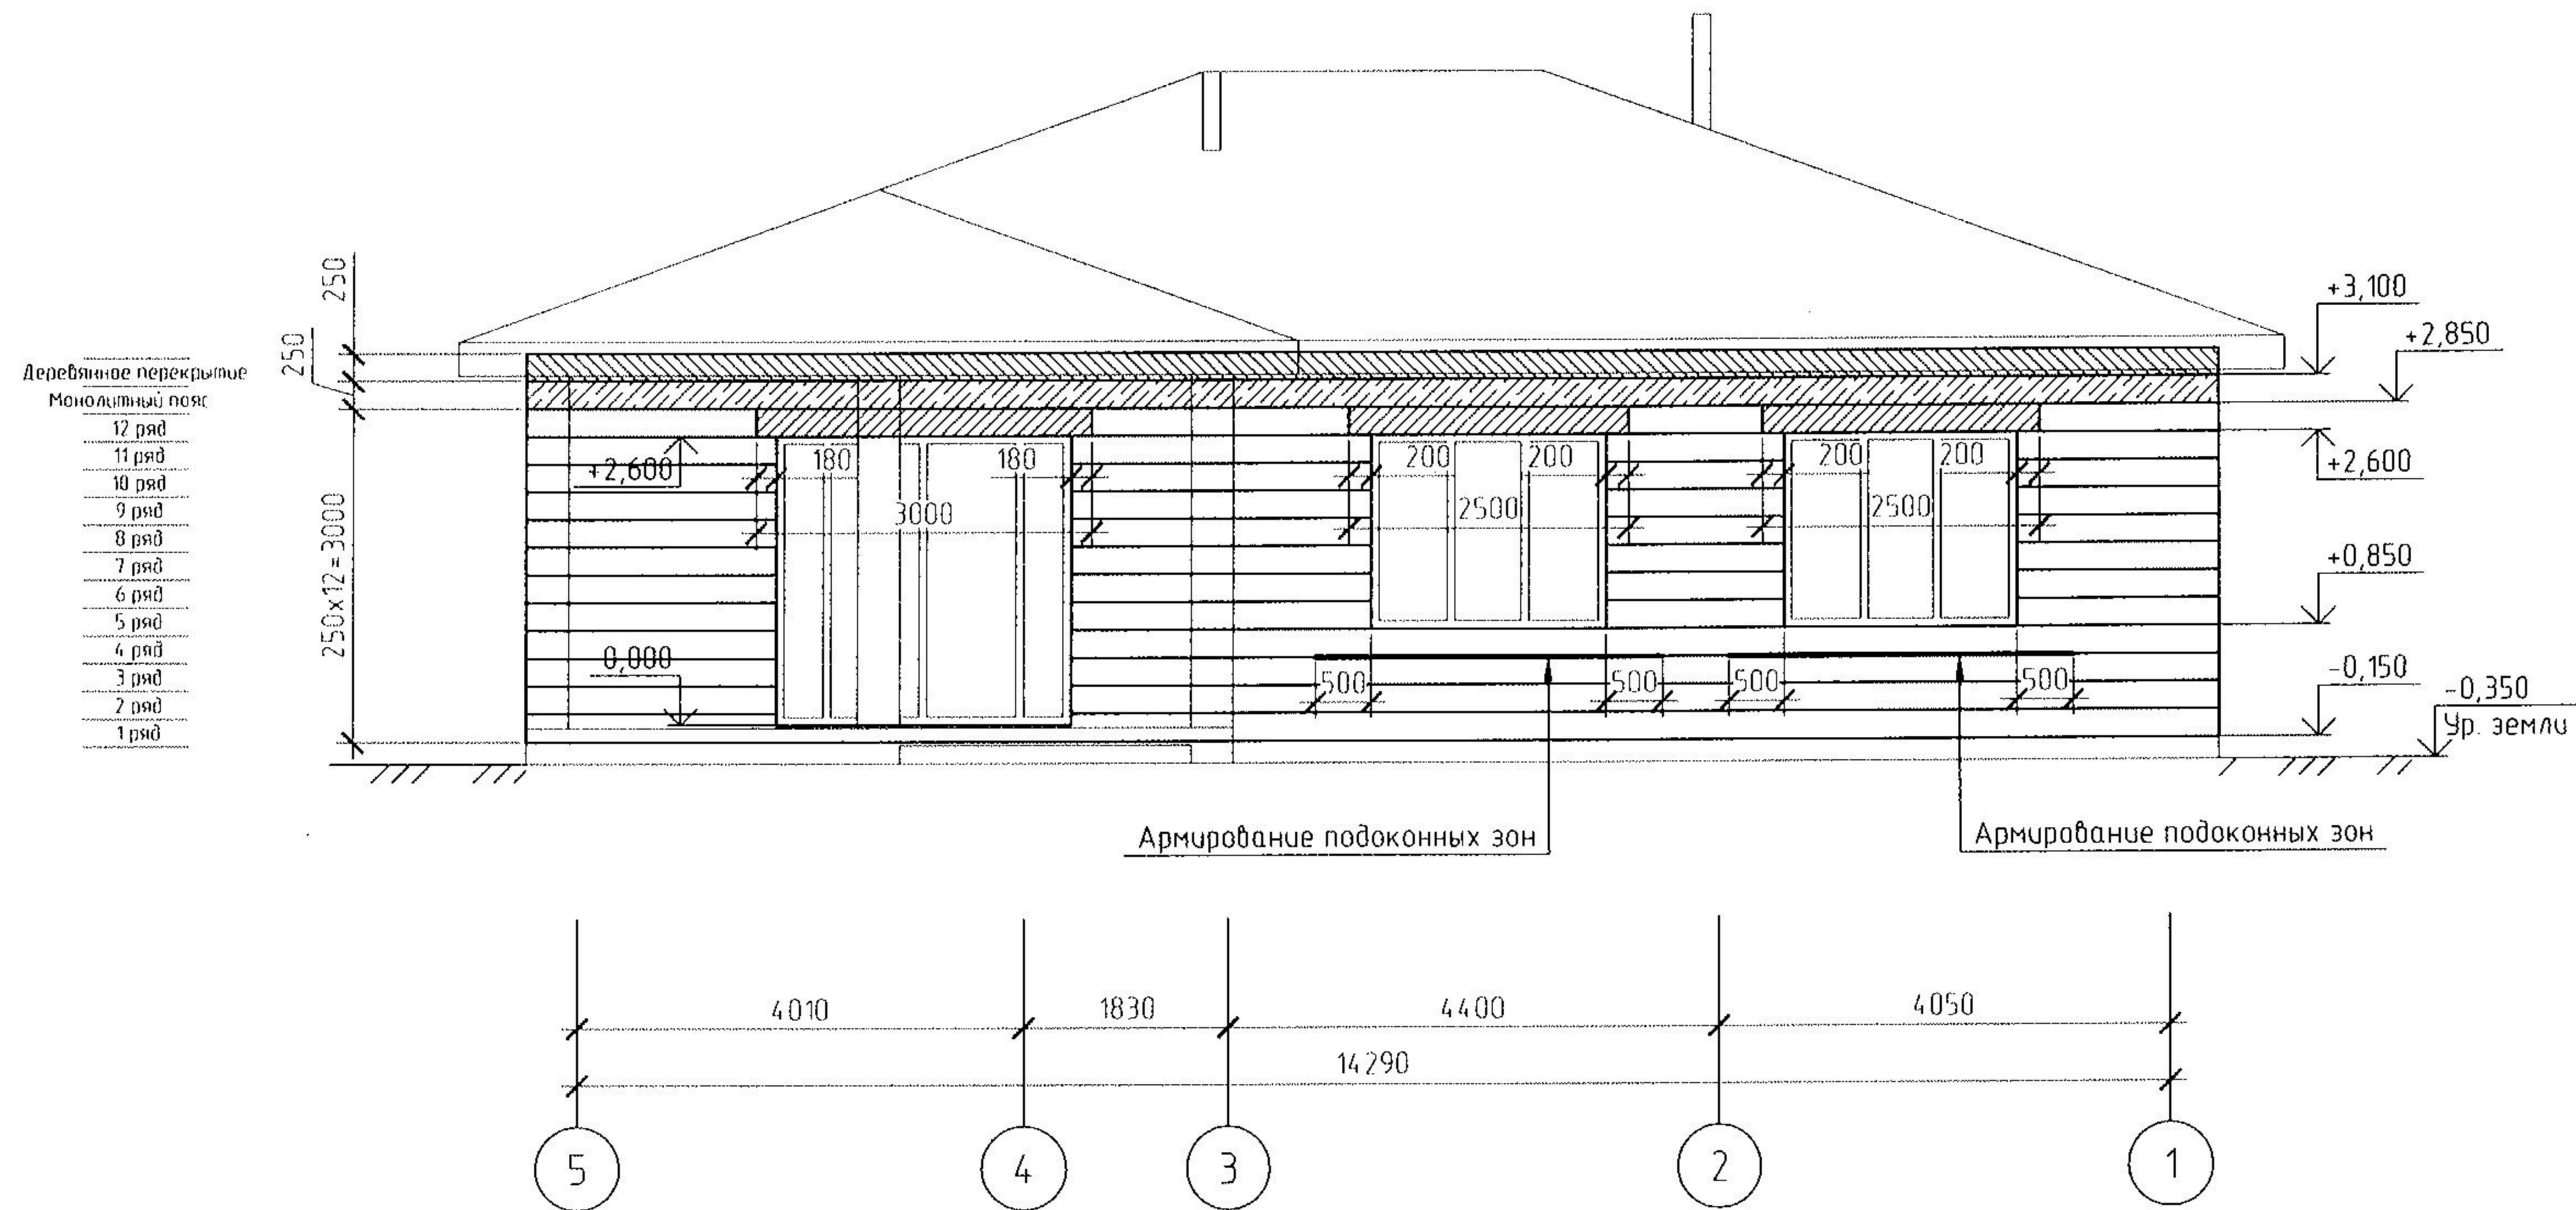 250
250
Деревянное перекрытие
Монолитный пояс
12 ряд
11 ряд
10 ряд
9 ряд
8 ряд
7 ряд
6 ряд
5 ряд
4 ряд
3 ряд
2 ряд
1 ряд
250x12=3000
+2,600
0,000
180
180
3000
200
200
2500
200
200
2500
500
500
500
500
+3,100
+2,850
+2,600
+0,850
-0,150
-0,350
Ур. земли
Армирование подоконных зон
Армирование подоконных зон
4010
1830
4400
4050
14290
5
4
3
2
1